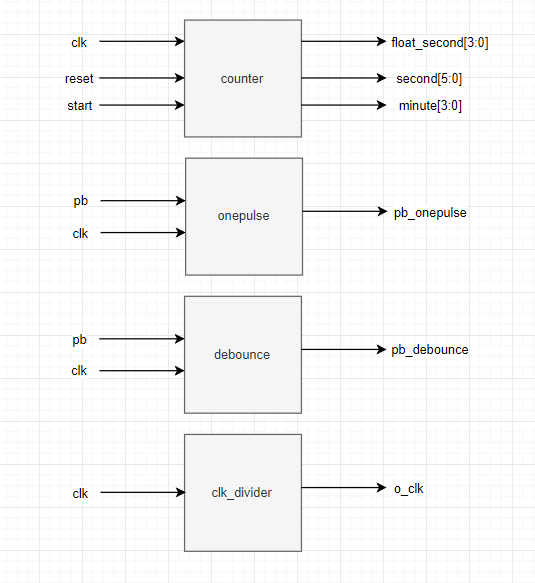 clk
reset
start
counter
float_second[3:0]
second[5:0]
minute[3:0]
pb
clk
onepulse
pb_onepulse
pb
clk
debounce
pb_debounce
clk
clk_divider
o_clk